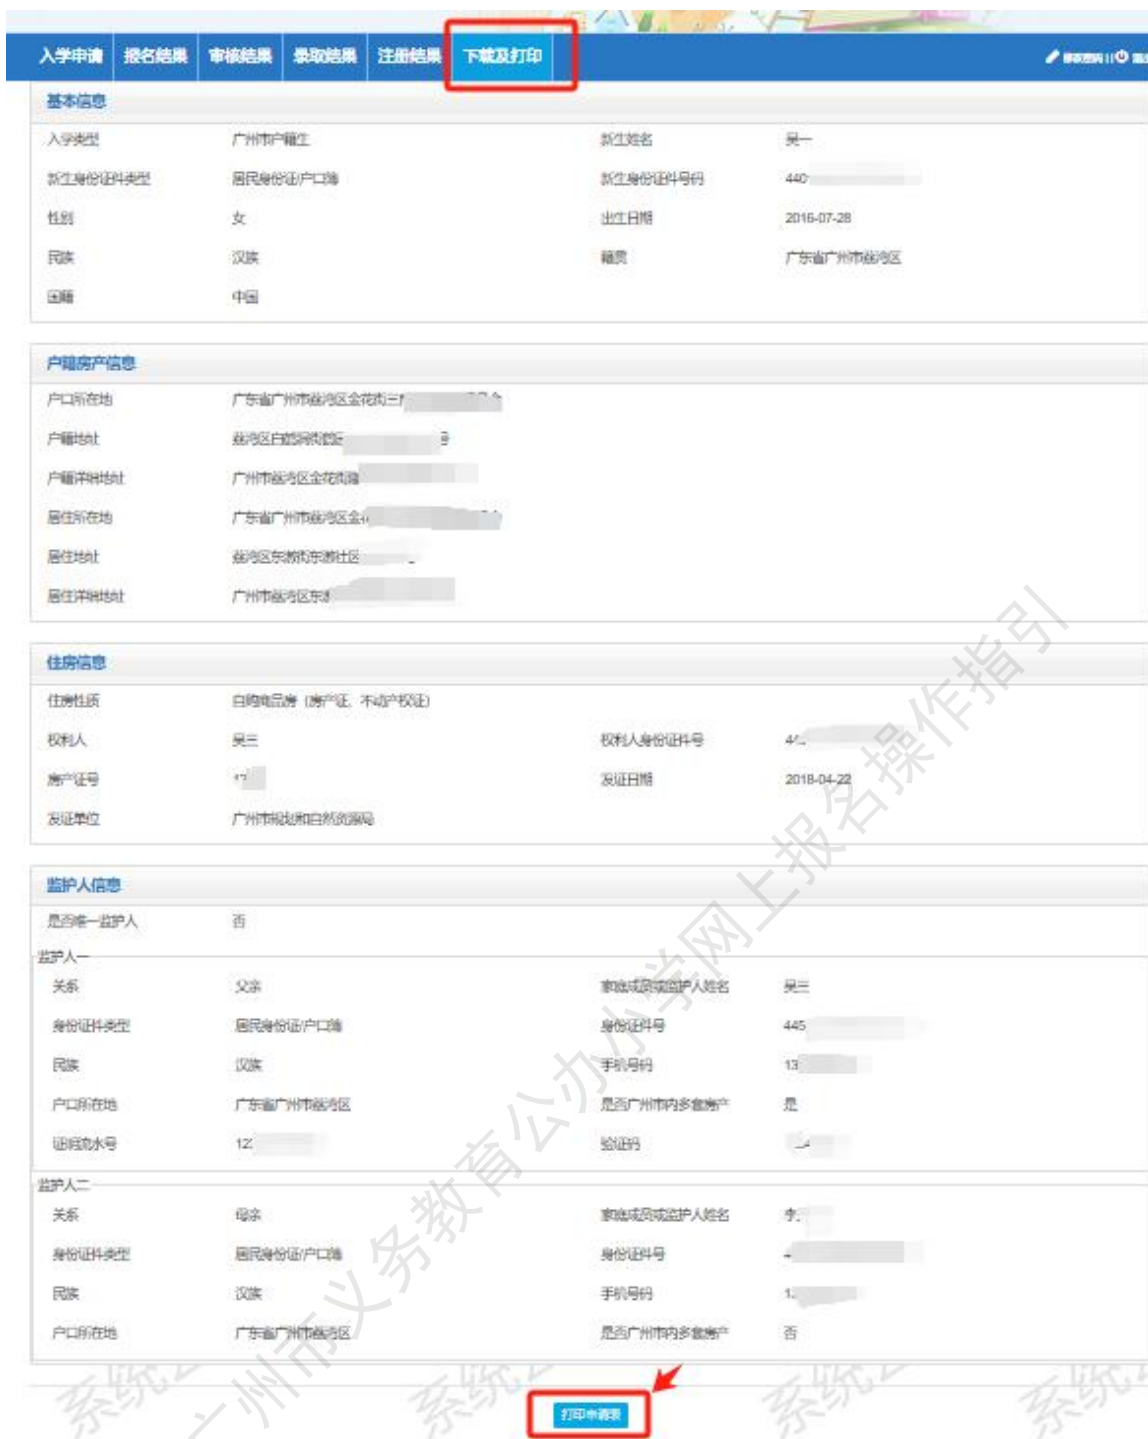 入学申请 报名结果 审核结果 录取结果 注册结果 下载及打印 修改密码
基本信息
入学类型 广州市户籍生 新生姓名 吴一
新生身份证件类型 居民身份证/户口簿 新生身份证件号码 440
性别 女 出生日期 2016-07-28
民族 汉族 籍贯 广东省广州市荔湾区
国籍 中国
户籍房产信息
户口所在地 广东省广州市荔湾区金花街三
户籍地址 荔湾区白鹤洞街鹤 号
户籍详细地址 广州市荔湾区金花街
居住所在地 广东省广州市荔湾区金
居住地址 荔湾区东漖街东漖社区
居住详细地址 广州市荔湾区东漖
住房信息
住房性质 自购商品房（房产证、不动产权证）
权利人 吴三 权利人身份证件号 44
房产证号 发证日期 2018-04-22
发证单位 广州市规划和自然资源局
监护人信息
是否唯一监护人 否
监护人一
关系 父亲 家庭成员或监护人姓名 吴三
身份证件类型 居民身份证/户口簿 身份证件号 445
民族 汉族 手机号码 13
户口所在地 广东省广州市荔湾区 是否广州市内多套房产 是
证明流水号 12 验证码
监护人二
关系 母亲 家庭成员或监护人姓名 李
身份证件类型 居民身份证/户口簿 身份证件号 4
民族 汉族 手机号码 1
户口所在地 广东省广州市荔湾区 是否广州市内多套房产 否
打印申请表
广州市义务教育公办小学网上报名操作指引
系统 系统 系统 系统